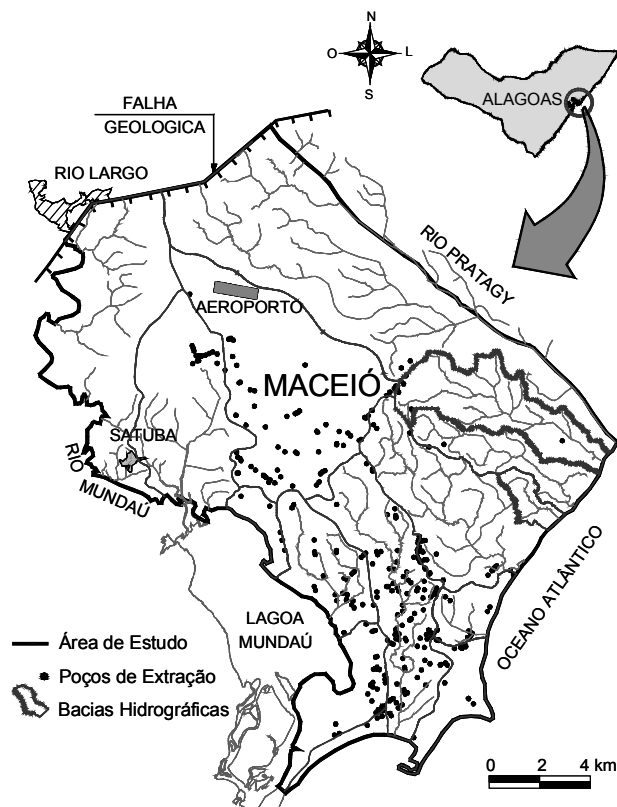 N
O
L
S
ALAGOAS
FALHA
GEOLOGICA
RIO LARGO
RIO PRATAGY
AEROPORTO
MACEIÓ
SATUBA
RIO
MUNDAÚ
OCEANO ATLÂNTICO
LAGOA
MUNDAÚ
Área de Estudo
Poços de Extração
Bacias Hidrográficas
0 2 4 km